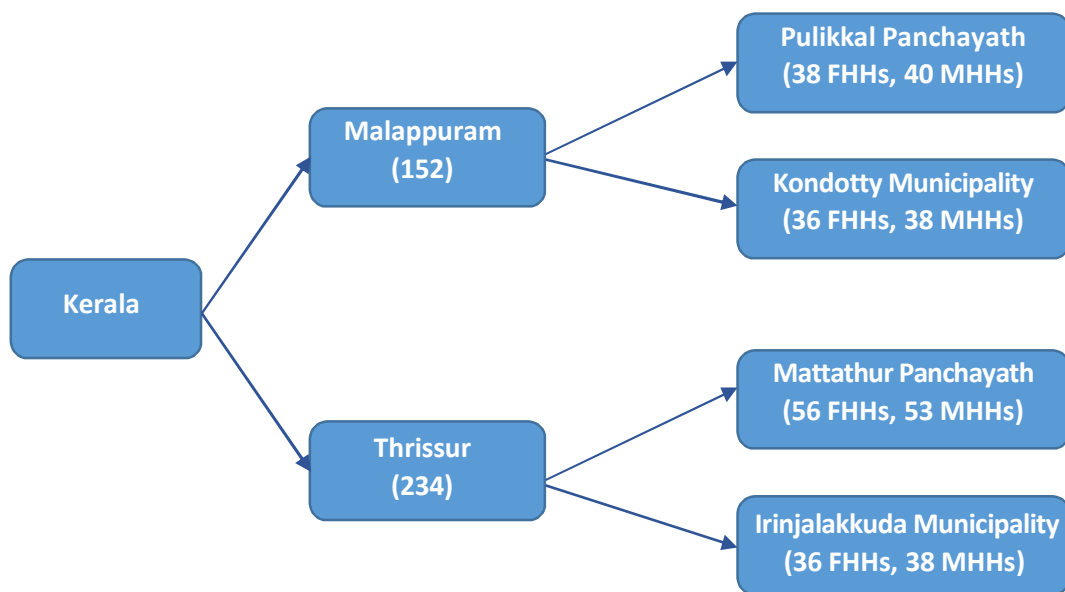 Kerala
Malappuram
(152)
Thrissur
(234)
Pulikkal Panchayath
(38 FHHs, 40 MHHs)
Kondotty Municipality
(36 FHHs, 38 MHHs)
Mattathur Panchayath
(56 FHHs, 53 MHHs)
Irinjalakkuda Municipality
(36 FHHs, 38 MHHs)